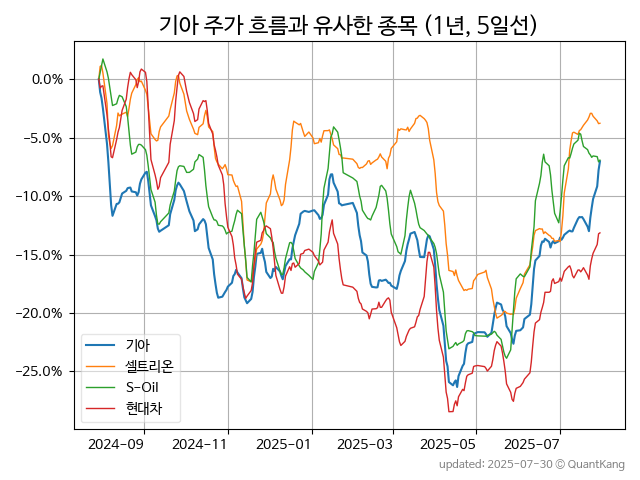 기아 주가 흐름과 유사한 종목 (1년, 5일선)
0.0%
−5.0%
−10.0%
−15.0%
−20.0%
−25.0%
기아
셀트리온
S-Oil
현대차
2024-09 2024-11 2025-01 2025-03 2025-05 2025-07
updated: 2025-07-30 © QuantKang